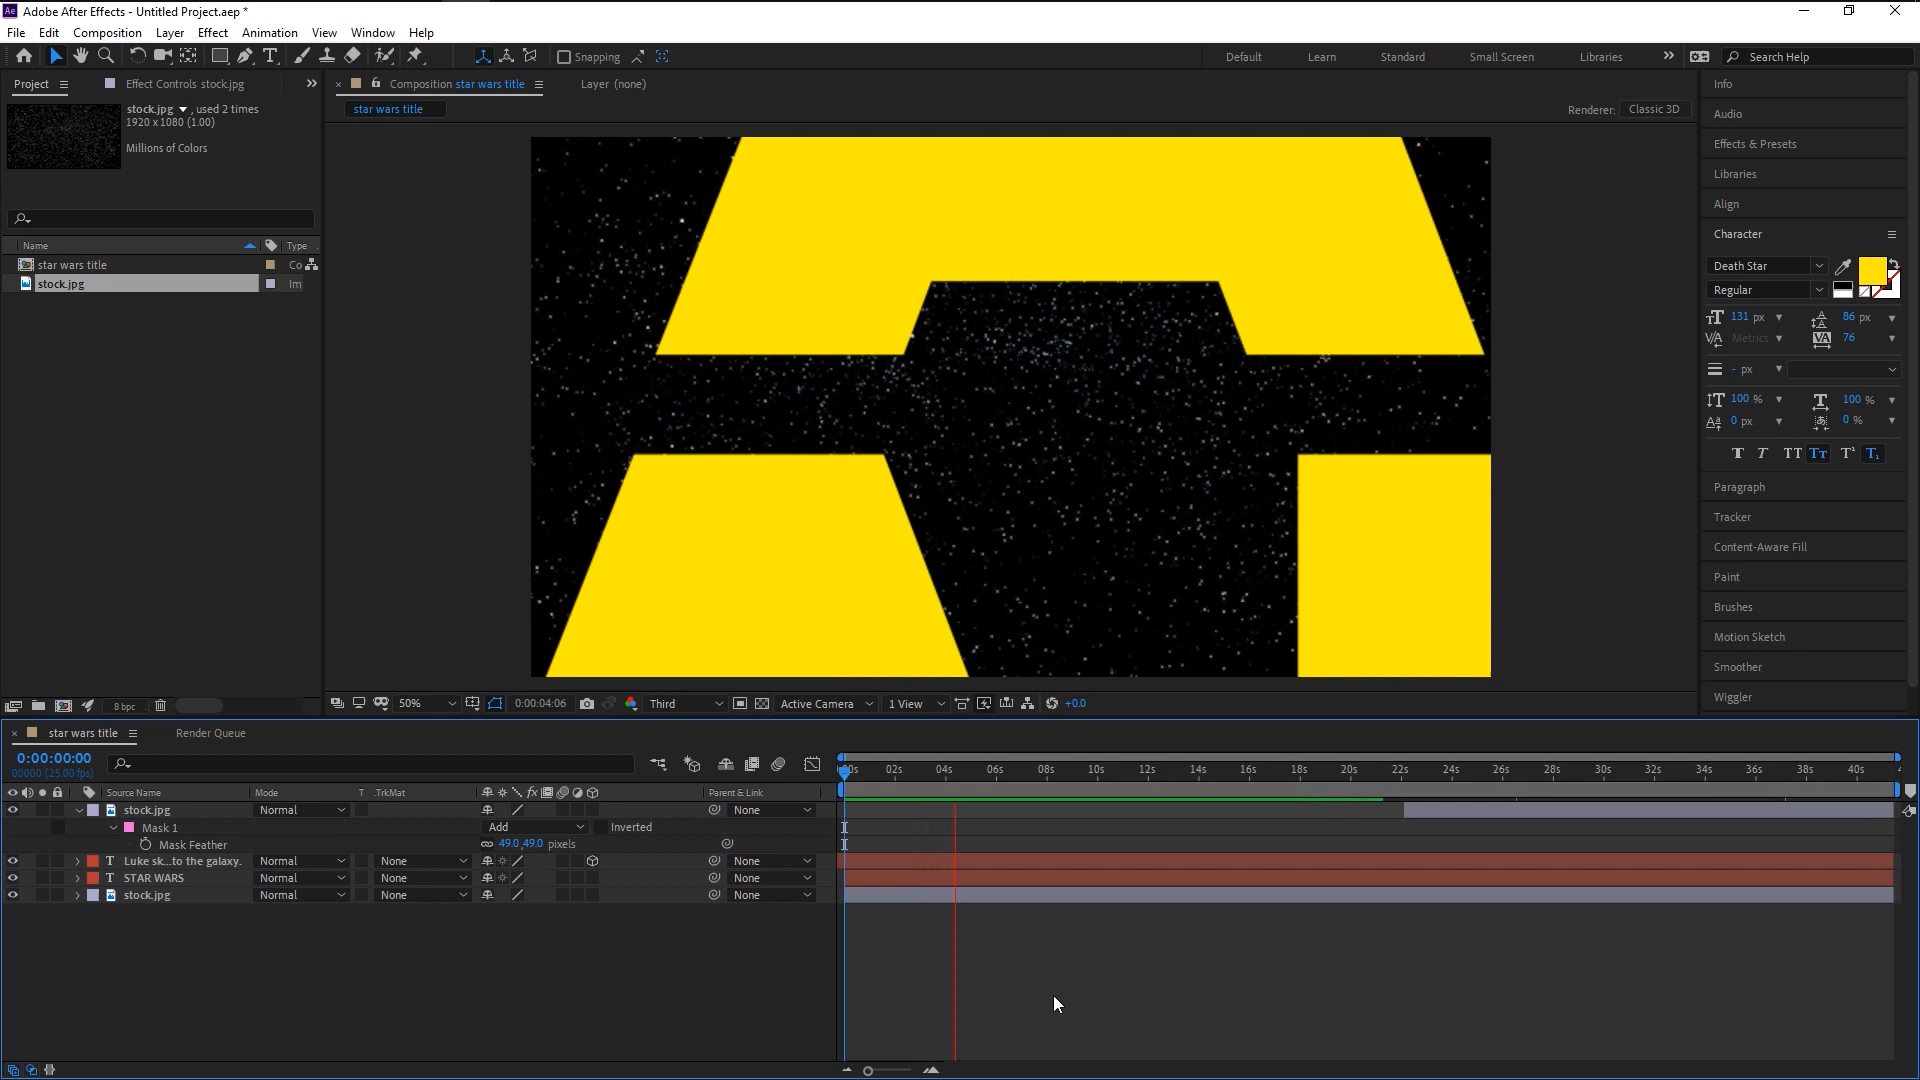 Ae Adobe After Effects - Untitled Project.aep *
File Edit Composition Layer Effect Animation View Window Help
Snapping Default Learn Standard Small Screen Libraries Search Help
Project Effect Controls stock.jpg
stock.jpg , used 2 times
1920 x 1080 (1.00)
Millions of Colors
Name Type
star wars title Co
stock.jpg Im
8 bpc
Composition star wars title Layer (none)
star wars title Renderer: Classic 3D
50% 0:00:04:06 Third Active Camera 1 View +0.0
Info
Audio
Effects & Presets
Libraries
Align
Character
Death Star
Regular
131 px 86 px
Metrics 76
- px
100 % 100 %
0 px 0 %
T T TT Tт T¹ T₁
Paragraph
Tracker
Content-Aware Fill
Paint
Brushes
Motion Sketch
Smoother
Wiggler
star wars title Render Queue
0:00:00:00
00000 (25.00 fps)
00s 02s 04s 06s 08s 10s 12s 14s 16s 18s 20s 22s 24s 26s 28s 30s 32s 34s 36s 38s 40s
Source Name Mode T .TrkMat fx Parent & Link
stock.jpg Normal None
Mask 1 Add Inverted
Mask Feather 49.0,49.0 pixels
T Luke sk...to the galaxy. Normal None None
T STAR WARS Normal None None
stock.jpg Normal None None